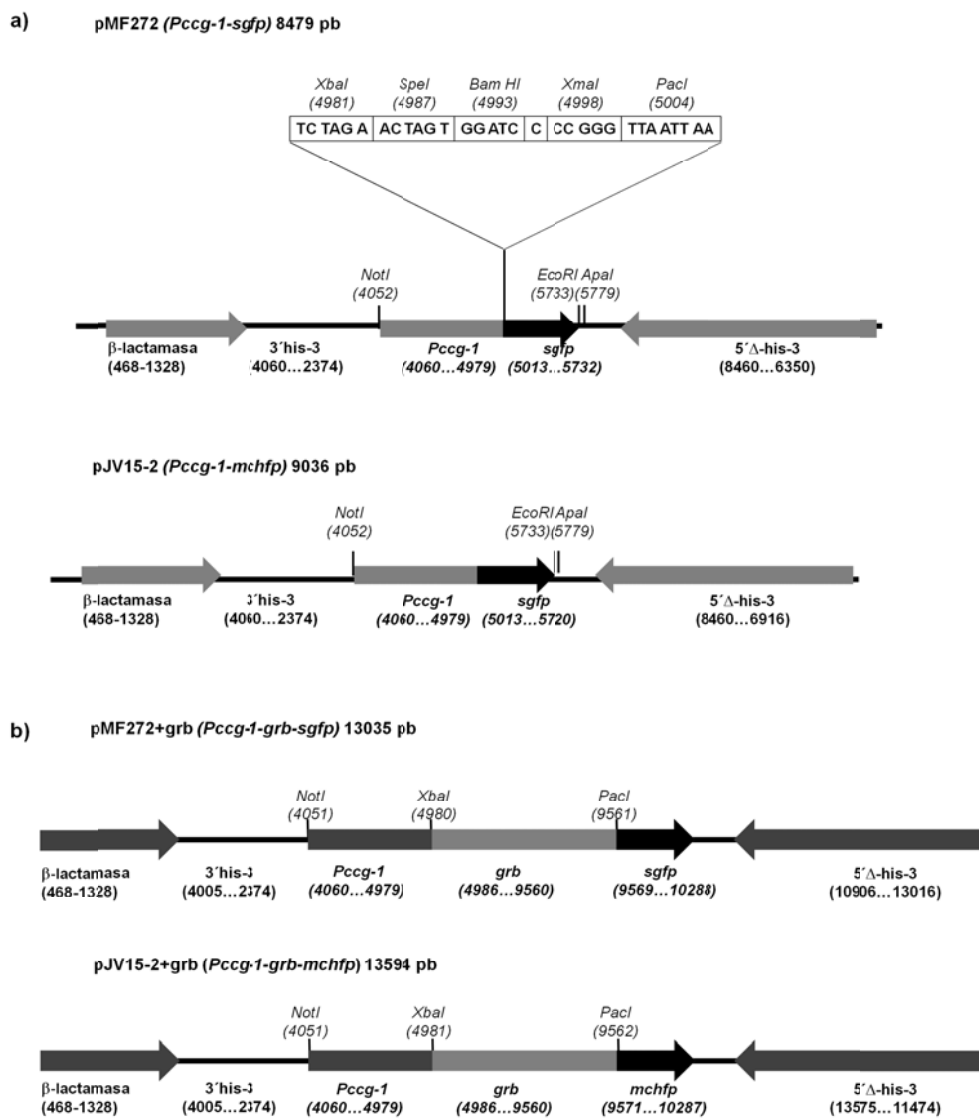 a)
pMF272 (Pccg-1-sgfp) 8479 pb
XbaI SpeI Bam HI XmaI PacI
(4981) (4987) (4993) (4998) (5004)
TC TAG A ACTAG T GG ATC C CC GGG TTA ATT AA
NotI EcoRI ApaI
(4052) (5733) (5779)
β-lactamasa 3´his-3 Pccg-1 sgfp 5´Δ-his-3
(468-1328) (4060...2374) (4060...4979) (5013...5732) (8460...6350)
pJV15-2 (Pccg-1-mchfp) 9036 pb
NotI EcoRI ApaI
(4052) (5733)(5779)
β-lactamasa 3´his-3 Pccg-1 sgfp 5´Δ-his-3
(468-1328) (4060...2374) (4060...4979) (5013...5720) (8460...6916)
b)
pMF272+grb (Pccg-1-grb-sgfp) 13035 pb
NotI XbaI PacI
(4051) (4980) (9561)
β-lactamasa 3´his-3 Pccg-1 grb sgfp 5´Δ-his-3
(468-1328) (4005...2374) (4060...4979) (4986...9560) (9569...10288) (10906...13016)
pJV15-2+grb (Pccg-1-grb-mchfp) 13594 pb
NotI XbaI PacI
(4051) (4981) (9562)
β-lactamasa 3´his-3 Pccg-1 grb mchfp 5´Δ-his-3
(468-1328) (4005...2374) (4060...4979) (4986...9560) (9571...10287) (13575...11474)